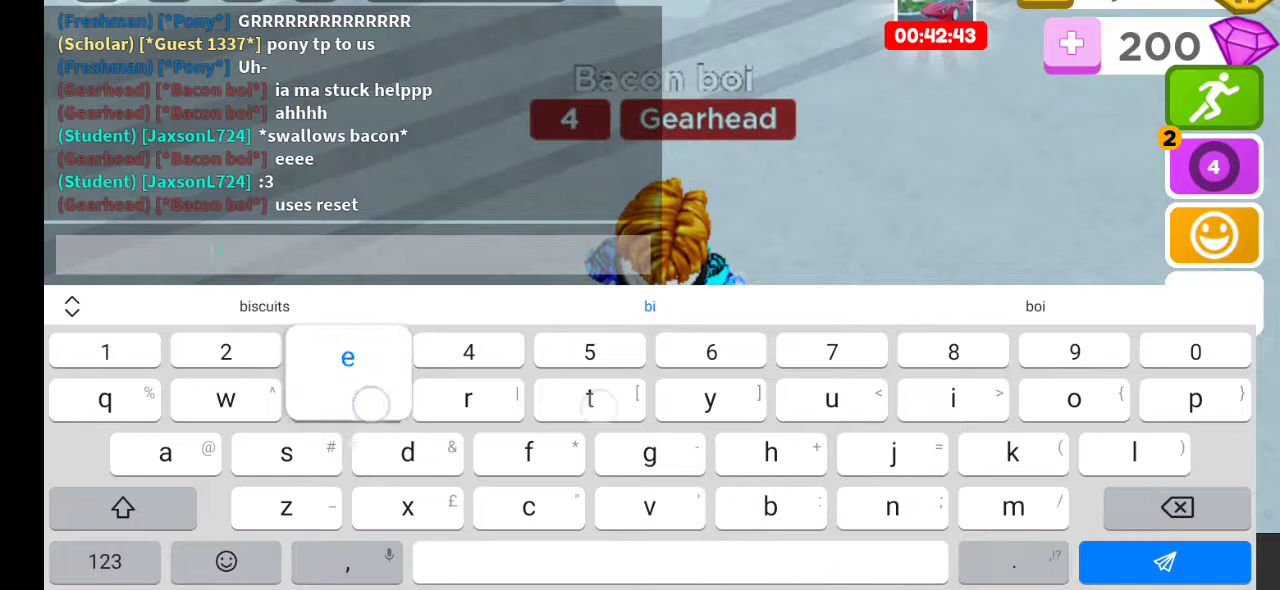 (Freshman) [*Pony*] GRRRRRRRRRRRRRRR
(Scholar) [*Guest 1337*] pony tp to us
(Freshman) [*Pony*] Uh-
(Gearhead) [*Bacon boi*] ia ma stuck helppp
(Gearhead) [*Bacon boi*] ahhhh
(Student) [JaxsonL724] *swallows bacon*
(Gearhead) [*Bacon boi*] eeee
(Student) [JaxsonL724] :3
(Gearhead) [*Bacon boi*] uses reset
Bacon boi
4 Gearhead
00:42:43
200
2
4
biscuits bi boi
1 2 e 4 5 6 7 8 9 0
q % w ^ r | t [ y ] u < i > o { p }
a @ s # d & f * g - h + j = k ( l )
z _ x £ c " v ' b : n ; m /
123 , . ,!?